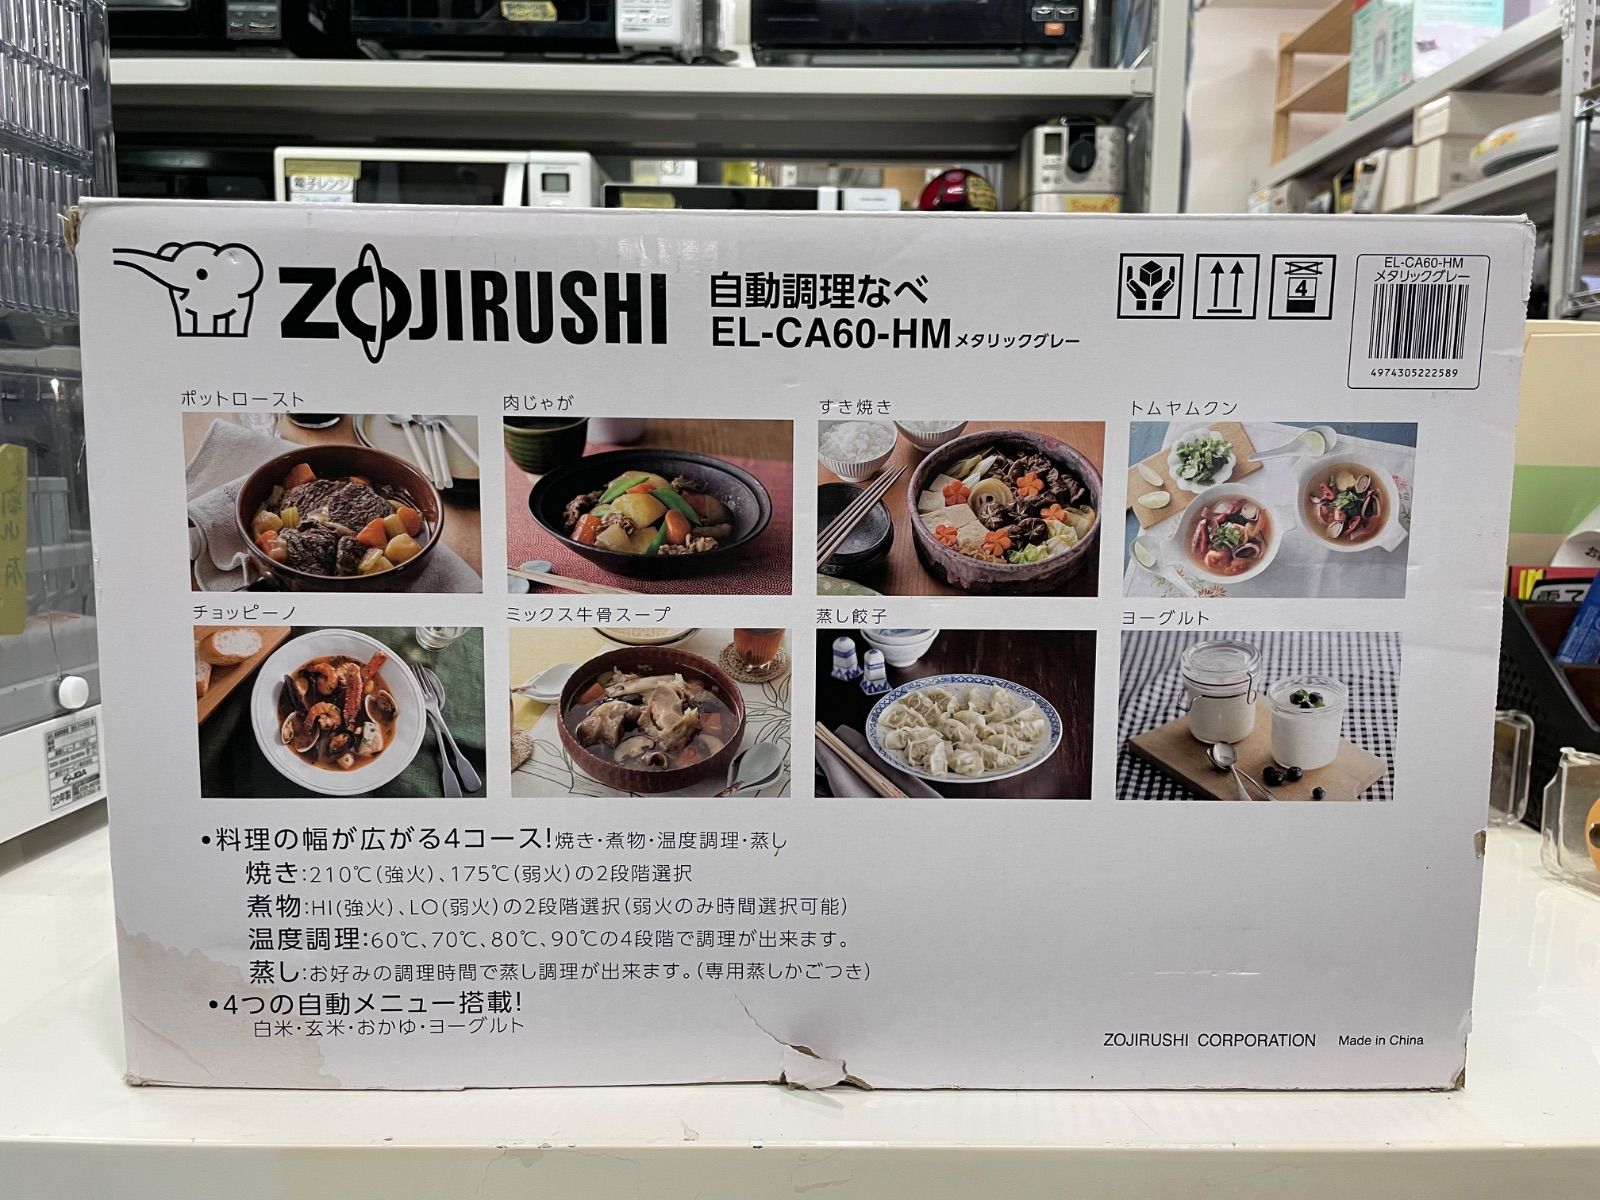 電子レンジ
ZOJIRUSHI
自動調理なべ
EL-CA60-HM メタリックグレー
4
EL-CA60-HM
メタリックグレー
4974305222589
ポットロースト
肉じゃが
すき焼き
トムヤムクン
チョッピーノ
ミックス牛骨スープ
蒸し餃子
ヨーグルト
•料理の幅が広がる4コース!焼き・煮物・温度調理・蒸し
焼き:210℃(強火)、175℃(弱火)の2段階選択
煮物:HI(強火)、LO(弱火)の2段階選択(弱火のみ時間選択可能)
温度調理:60℃、70℃、80℃、90℃の4段階で調理が出来ます。
蒸し:お好みの調理時間で蒸し調理が出来ます。(専用蒸しかごつき)
•4つの自動メニュー搭載!
白米・玄米・おかゆ・ヨーグルト
ZOJIRUSHI CORPORATION Made in China
20年製